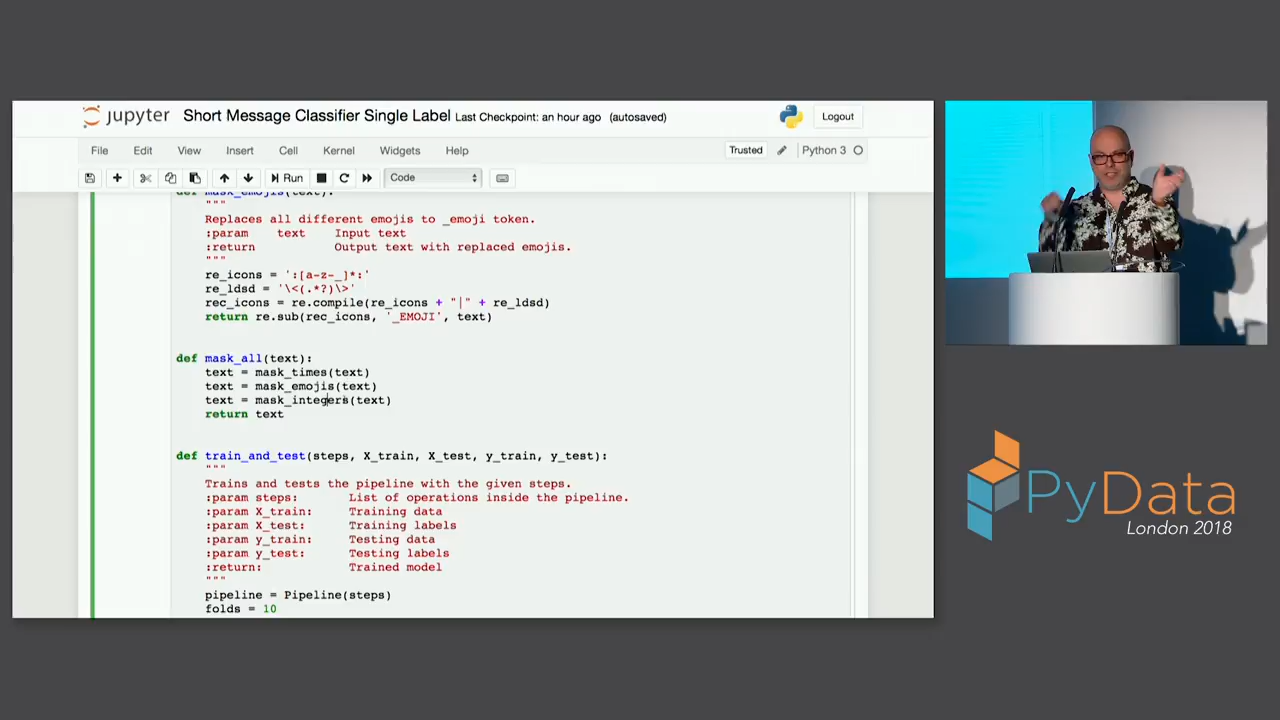 jupyter Short Message Classifier Single Label Last Checkpoint: an hour ago (autosaved)
Logout
File Edit View Insert Cell Kernel Widgets Help
Trusted
Python 3
Run
Code
def mask_emojis(text):
"""
Replaces all different emojis to _emoji token.
:param text Input text
:return Output text with replaced emojis.
"""
re_icons = ':[a-z-_]*:'
re_ldsd = '\<(.*?)\>'
rec_icons = re.compile(re_icons + "|" + re_ldsd)
return re.sub(rec_icons, '_EMOJI', text)
def mask_all(text):
text = mask_times(text)
text = mask_emojis(text)
text = mask_integers(text)
return text
def train_and_test(steps, X_train, X_test, y_train, y_test):
"""
Trains and tests the pipeline with the given steps.
:param steps: List of operations inside the pipeline.
:param X_train: Training data
:param X_test: Training labels
:param y_train: Testing data
:param y_test: Testing labels
:return: Trained model
"""
pipeline = Pipeline(steps)
folds = 10
PyData
London 2018